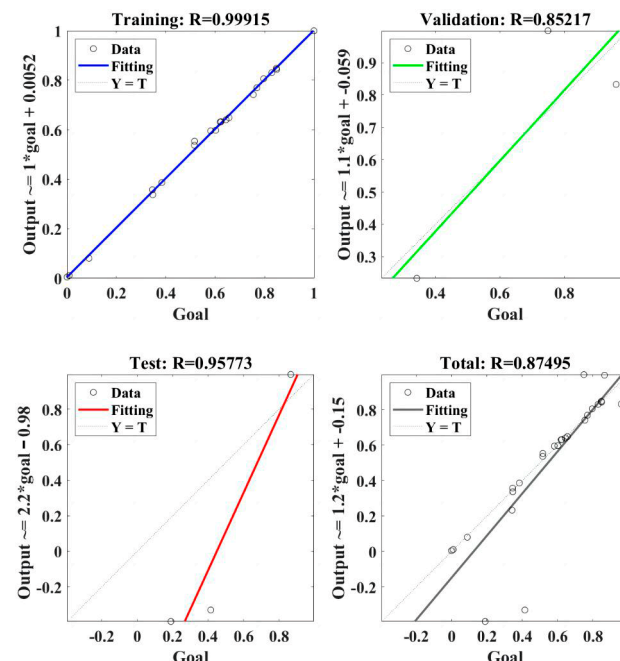 Training: R=0.99915
Output ~= 1*goal + 0.0052
1
0.8
0.6
0.4
0.2
0
Data
Fitting
Y = T
0 0.2 0.4 0.6 0.8 1
Goal
Validation: R=0.85217
Output ~= 1.1*goal + -0.059
1
0.9
0.8
0.7
0.6
0.5
0.4
0.3
Data
Fitting
Y = T
0.4 0.6 0.8
Goal
Test: R=0.95773
Output ~= 2.2*goal – 0.98
0.8
0.6
0.4
0.2
0
-0.2
Data
Fitting
Y = T
-0.2 0 0.2 0.4 0.6 0.8
Goal
Total: R=0.87495
Output ~= 1.2*goal + -0.15
0.8
0.6
0.4
0.2
0
-0.2
Data
Fitting
Y = T
-0.2 0 0.2 0.4 0.6 0.8
Goal